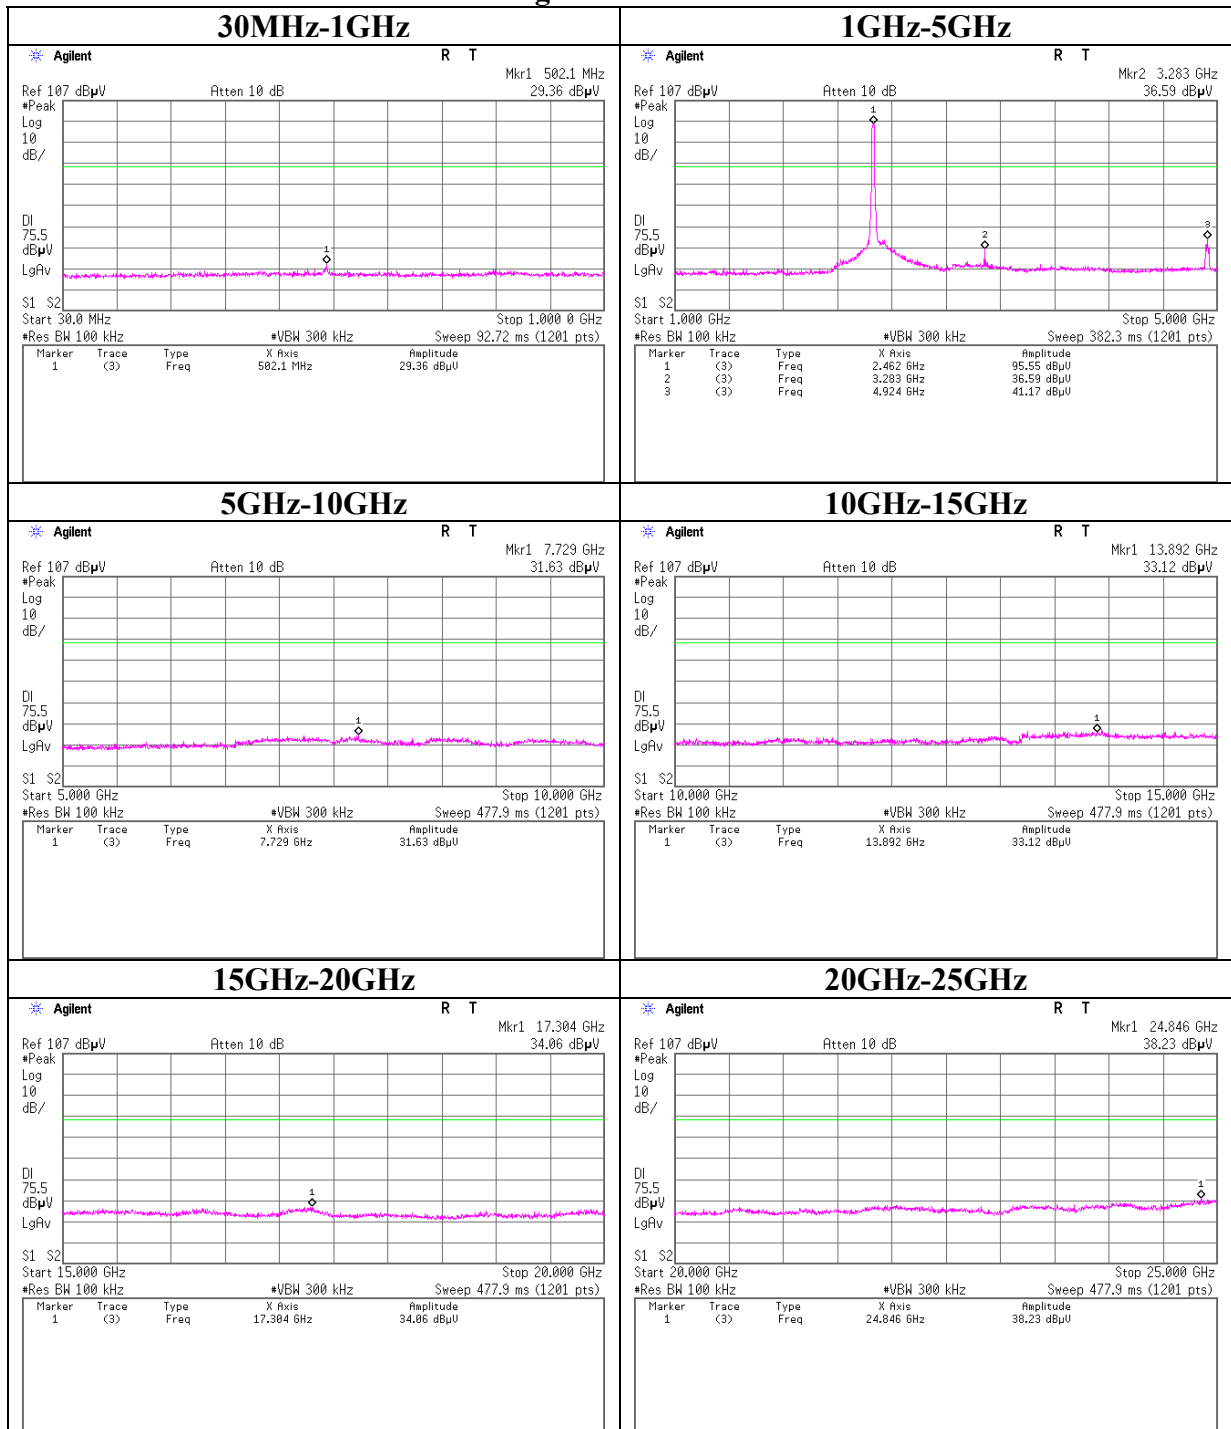 30MHz-1GHz
Agilent R T
Mkr1 502.1 MHz
Ref 107 dBµV Atten 10 dB 29.36 dBµV
#Peak
Log
10
dB/
1
DI
75.5
dBµV
LgAv
S1 S2
Start 30.0 MHz Stop 1.000 0 GHz
#Res BW 100 kHz #VBW 300 kHz Sweep 92.72 ms (1201 pts)
Marker Trace Type X Axis Amplitude
1 (3) Freq 502.1 MHz 29.36 dBµV
1GHz-5GHz
Agilent R T
Mkr2 3.283 GHz
Ref 107 dBµV Atten 10 dB 36.59 dBµV
#Peak
Log
10
dB/
1
2
3
DI
75.5
dBµV
LgAv
S1 S2
Start 1.000 GHz Stop 5.000 GHz
#Res BW 100 kHz #VBW 300 kHz Sweep 382.3 ms (1201 pts)
Marker Trace Type X Axis Amplitude
1 (3) Freq 2.462 GHz 95.55 dBµV
2 (3) Freq 3.283 GHz 36.59 dBµV
3 (3) Freq 4.924 GHz 41.17 dBµV
5GHz-10GHz
Agilent R T
Mkr1 7.729 GHz
Ref 107 dBµV Atten 10 dB 31.63 dBµV
#Peak
Log
10
dB/
1
DI
75.5
dBµV
LgAv
S1 S2
Start 5.000 GHz Stop 10.000 GHz
#Res BW 100 kHz #VBW 300 kHz Sweep 477.9 ms (1201 pts)
Marker Trace Type X Axis Amplitude
1 (3) Freq 7.729 GHz 31.63 dBµV
10GHz-15GHz
Agilent R T
Mkr1 13.892 GHz
Ref 107 dBµV Atten 10 dB 33.12 dBµV
#Peak
Log
10
dB/
1
DI
75.5
dBµV
LgAv
S1 S2
Start 10.000 GHz Stop 15.000 GHz
#Res BW 100 kHz #VBW 300 kHz Sweep 477.9 ms (1201 pts)
Marker Trace Type X Axis Amplitude
1 (3) Freq 13.892 GHz 33.12 dBµV
15GHz-20GHz
Agilent R T
Mkr1 17.304 GHz
Ref 107 dBµV Atten 10 dB 34.06 dBµV
#Peak
Log
10
dB/
1
DI
75.5
dBµV
LgAv
S1 S2
Start 15.000 GHz Stop 20.000 GHz
#Res BW 100 kHz #VBW 300 kHz Sweep 477.9 ms (1201 pts)
Marker Trace Type X Axis Amplitude
1 (3) Freq 17.304 GHz 34.06 dBµV
20GHz-25GHz
Agilent R T
Mkr1 24.846 GHz
Ref 107 dBµV Atten 10 dB 38.23 dBµV
#Peak
Log
10
dB/
1
DI
75.5
dBµV
LgAv
S1 S2
Start 20.000 GHz Stop 25.000 GHz
#Res BW 100 kHz #VBW 300 kHz Sweep 477.9 ms (1201 pts)
Marker Trace Type X Axis Amplitude
1 (3) Freq 24.846 GHz 38.23 dBµV